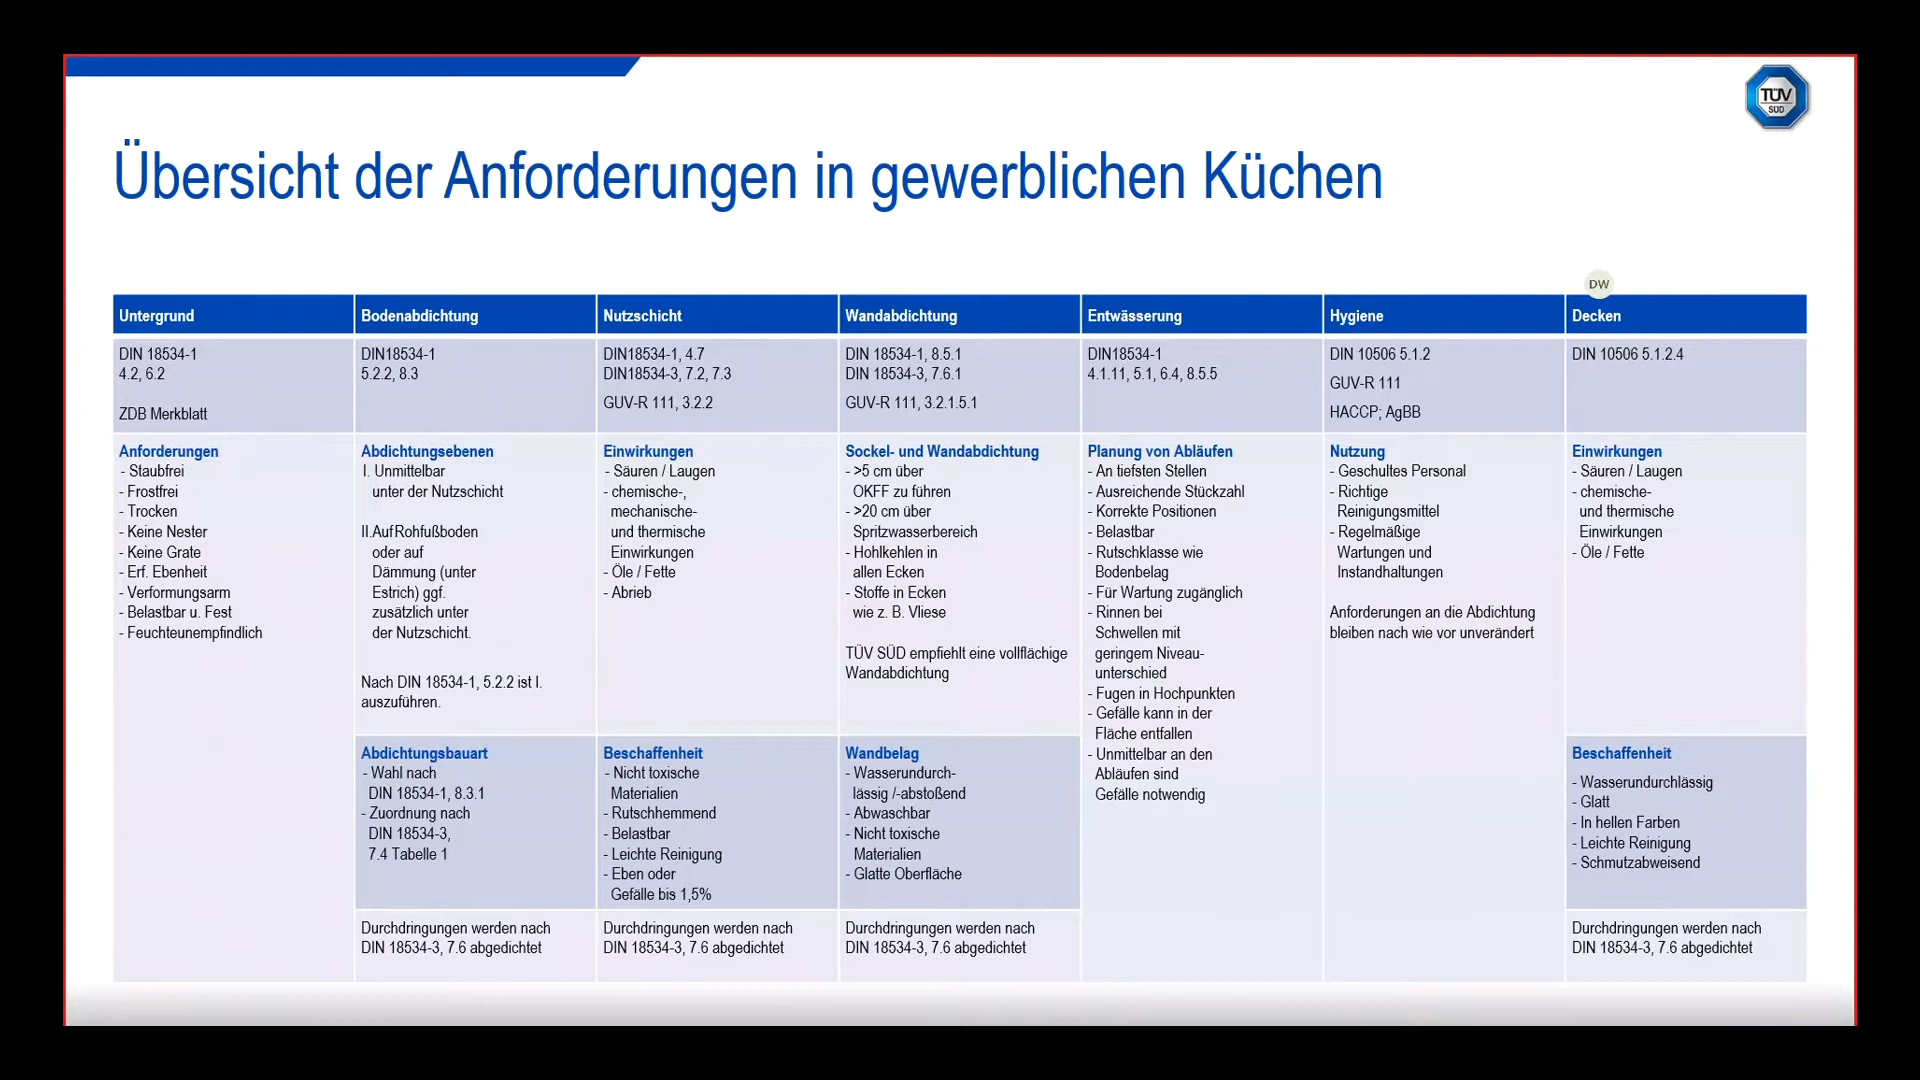 TÜV
SÜD
Übersicht der Anforderungen in gewerblichen Küchen
DW
Untergrund
DIN 18534-1
4.2, 6.2
ZDB Merkblatt
Anforderungen
- Staubfrei
- Frostfrei
- Trocken
- Keine Nester
- Keine Grate
- Erf. Ebenheit
- Verformungsarm
- Belastbar u. Fest
- Feuchteunempfindlich
Bodenabdichtung
DIN18534-1
5.2.2, 8.3
Abdichtungsebenen
I. Unmittelbar
unter der Nutzschicht
II.Auf Rohfußboden
oder auf
Dämmung (unter
Estrich) ggf.
zusätzlich unter
der Nutzschicht.
Nach DIN 18534-1, 5.2.2 ist I.
auszuführen.
Abdichtungsbauart
- Wahl nach
DIN 18534-1, 8.3.1
- Zuordnung nach
DIN 18534-3,
7.4 Tabelle 1
Durchdringungen werden nach
DIN 18534-3, 7.6 abgedichtet
Nutzschicht
DIN18534-1, 4.7
DIN18534-3, 7.2, 7.3
GUV-R 111, 3.2.2
Einwirkungen
- Säuren / Laugen
- chemische-,
mechanische-
und thermische
Einwirkungen
- Öle / Fette
- Abrieb
Beschaffenheit
- Nicht toxische
Materialien
- Rutschhemmend
- Belastbar
- Leichte Reinigung
- Eben oder
Gefälle bis 1,5%
Durchdringungen werden nach
DIN 18534-3, 7.6 abgedichtet
Wandabdichtung
DIN 18534-1, 8.5.1
DIN 18534-3, 7.6.1
GUV-R 111, 3.2.1.5.1
Sockel- und Wandabdichtung
- >5 cm über
OKFF zu führen
- >20 cm über
Spritzwasserbereich
- Hohlkehlen in
allen Ecken
- Stoffe in Ecken
wie z. B. Vliese
TÜV SÜD empfiehlt eine vollflächige
Wandabdichtung
Wandbelag
- Wasserundurch-
lässig /-abstoßend
- Abwaschbar
- Nicht toxische
Materialien
- Glatte Oberfläche
Durchdringungen werden nach
DIN 18534-3, 7.6 abgedichtet
Entwässerung
DIN18534-1
4.1.11, 5.1, 6.4, 8.5.5
Planung von Abläufen
- An tiefsten Stellen
- Ausreichende Stückzahl
- Korrekte Positionen
- Belastbar
- Rutschklasse wie
Bodenbelag
- Für Wartung zugänglich
- Rinnen bei
Schwellen mit
geringem Niveau-
unterschied
- Fugen in Hochpunkten
- Gefälle kann in der
Fläche entfallen
- Unmittelbar an den
Abläufen sind
Gefälle notwendig
Hygiene
DIN 10506 5.1.2
GUV-R 111
HACCP; AgBB
Nutzung
- Geschultes Personal
- Richtige
Reinigungsmittel
- Regelmäßige
Wartungen und
Instandhaltungen
Anforderungen an die Abdichtung
bleiben nach wie vor unverändert
Decken
DIN 10506 5.1.2.4
Einwirkungen
- Säuren / Laugen
- chemische-
und thermische
Einwirkungen
- Öle / Fette
Beschaffenheit
- Wasserundurchlässig
- Glatt
- In hellen Farben
- Leichte Reinigung
- Schmutzabweisend
Durchdringungen werden nach
DIN 18534-3, 7.6 abgedichtet